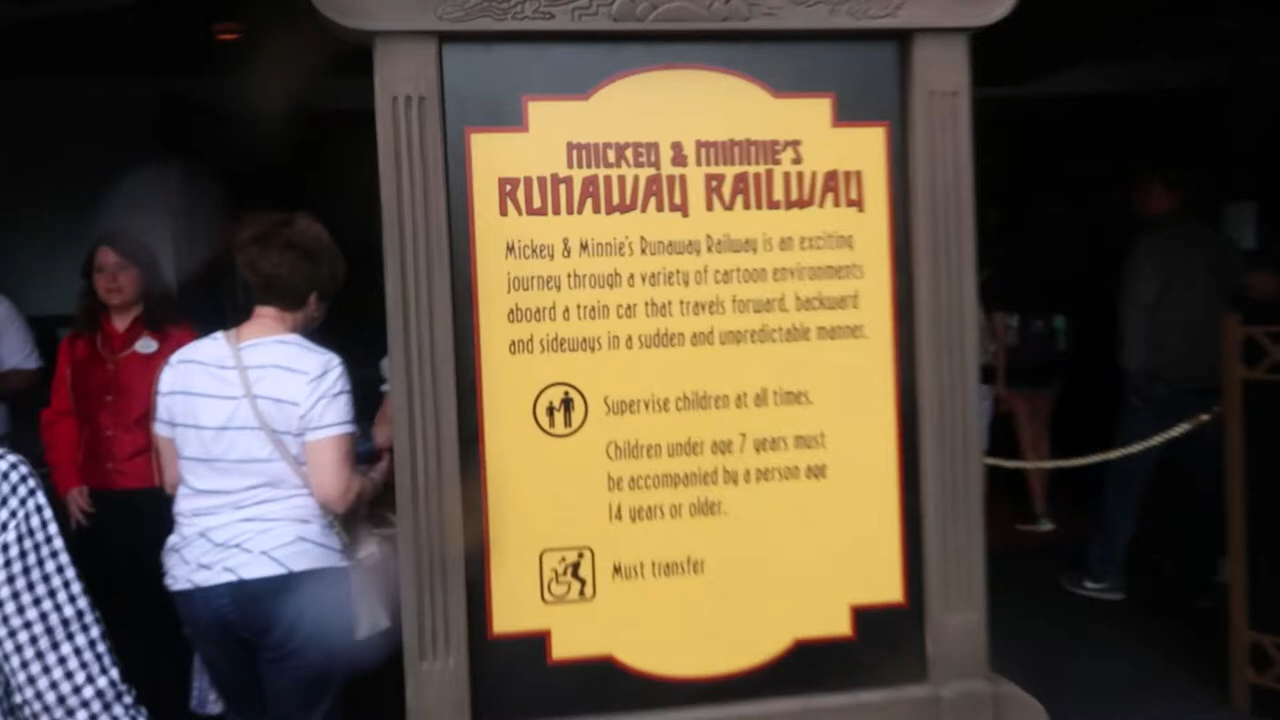 MICKEY & MINNIE'S
RUNAWAY RAILWAY
Mickey & Minnie's Runaway Railway is an exciting
journey through a variety of cartoon environments
aboard a train car that travels forward, backward
and sideways in a sudden and unpredictable manner.
Supervise children at all times.
Children under age 7 years must
be accompanied by a person age
14 years or older.
Must transfer